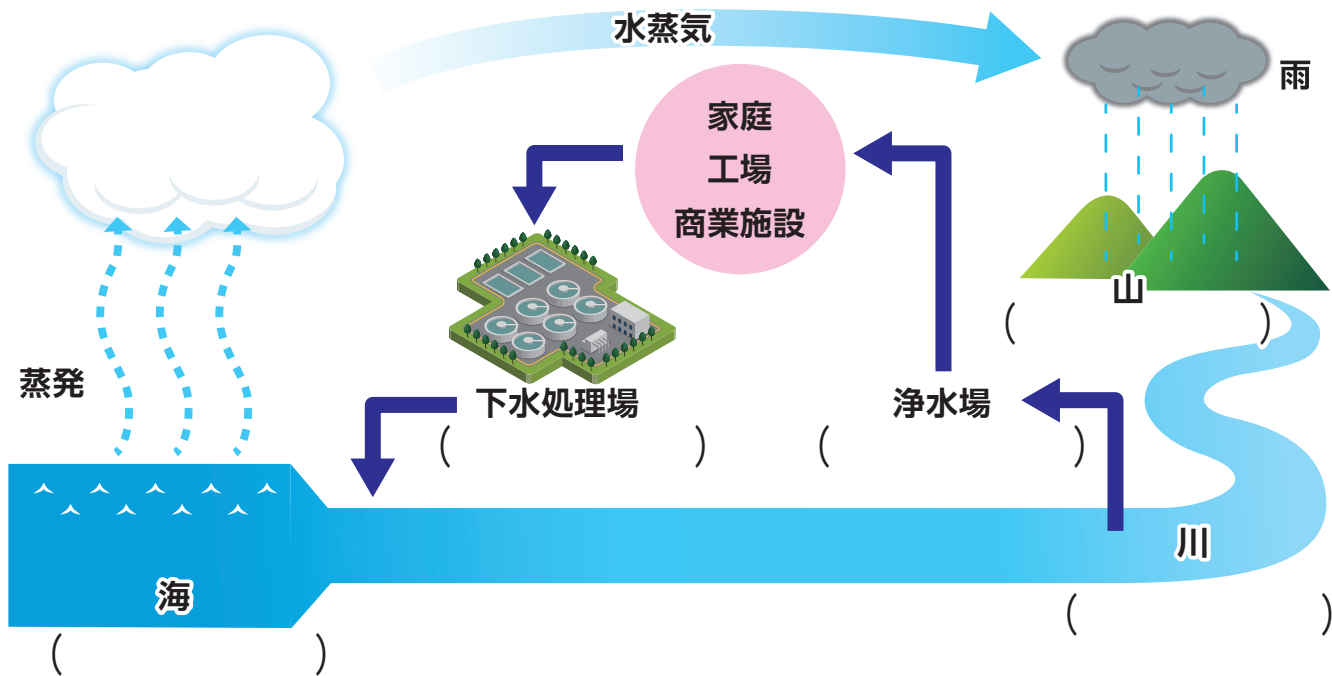 水蒸気
雨
家庭
工場
商業施設
山
(　　　)
蒸発
下水処理場
(　　　)
浄水場
(　　　)
川
(　　　)
海
(　　　)